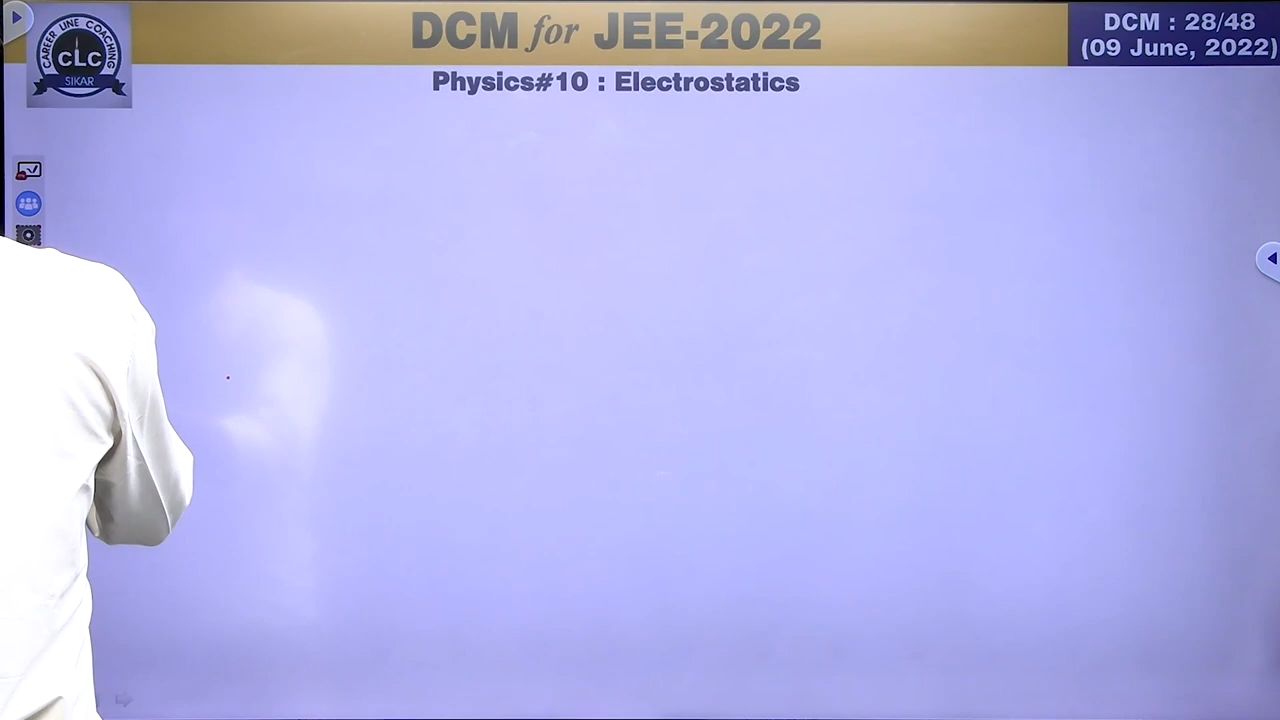 DCM for JEE-2022
DCM : 28/48
(09 June, 2022)
CAREER LINE COACHING
CLC
SIKAR
Physics#10 : Electrostatics